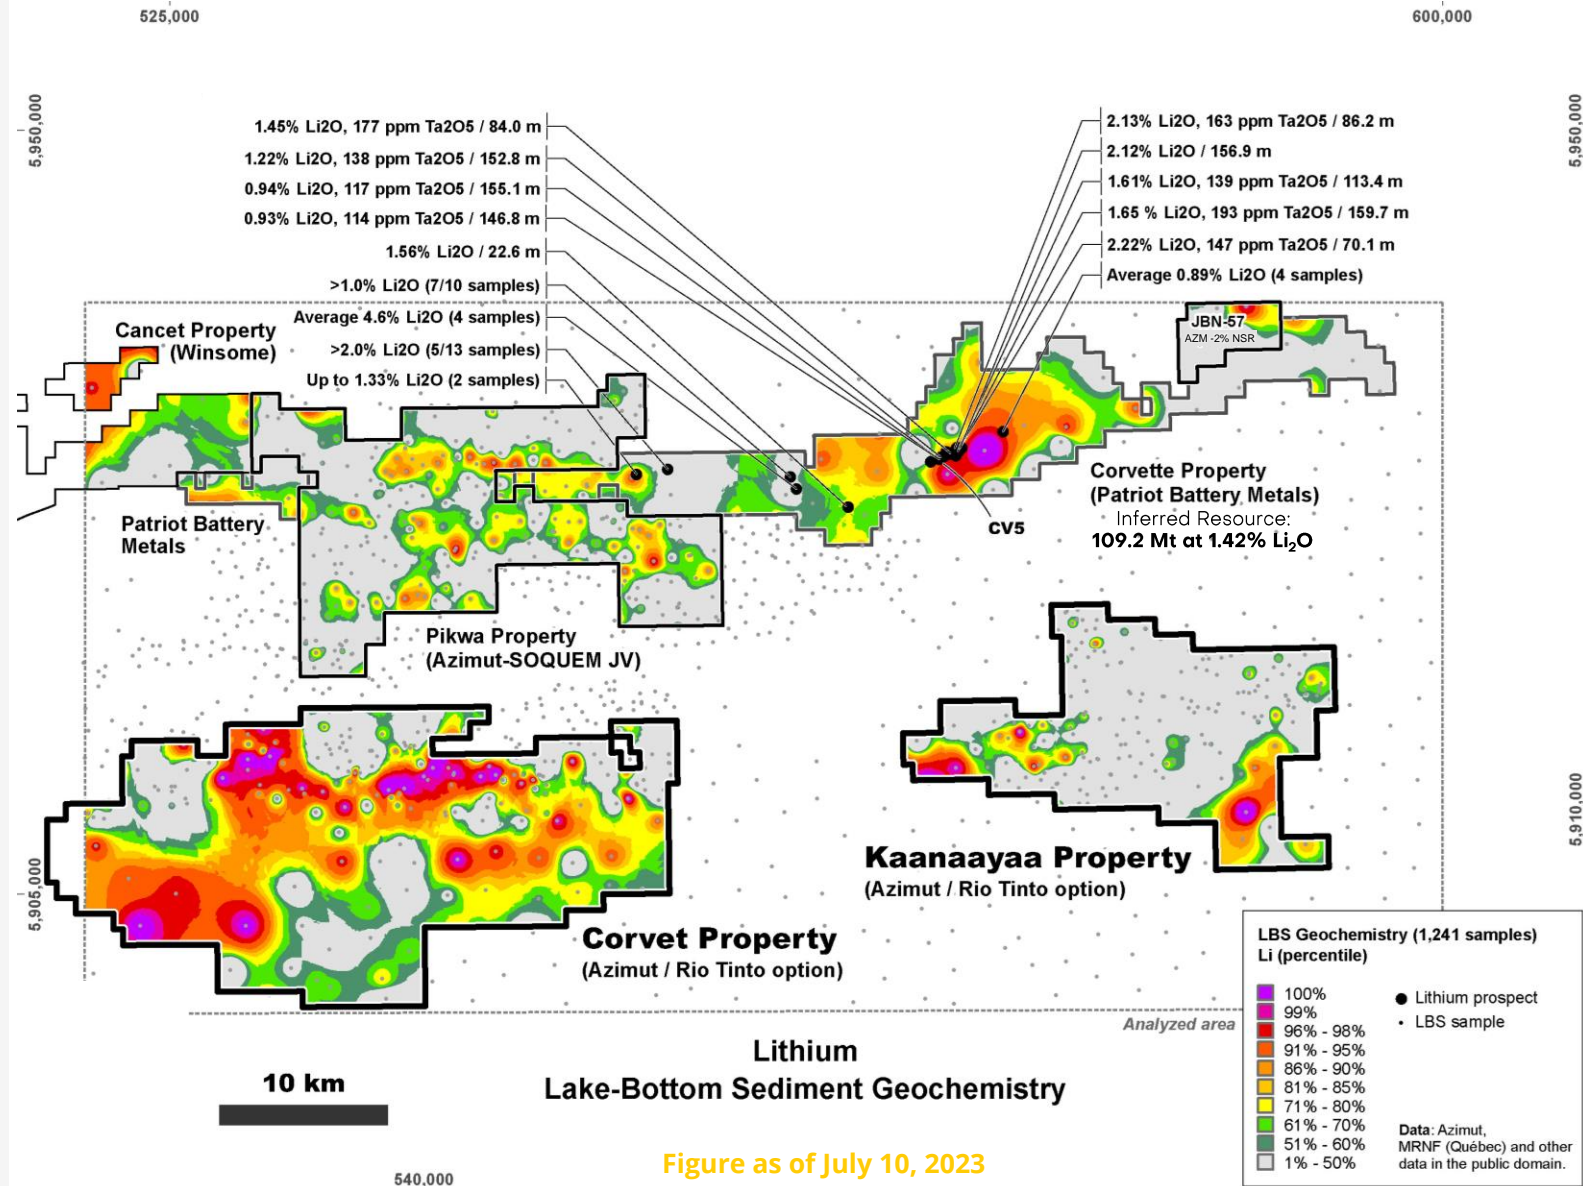 525,000
600,000
5,950,000
5,950,000
1.45% Li2O, 177 ppm Ta2O5 / 84.0 m
1.22% Li2O, 138 ppm Ta2O5 / 152.8 m
0.94% Li2O, 117 ppm Ta2O5 / 155.1 m
0.93% Li2O, 114 ppm Ta2O5 / 146.8 m
1.56% Li2O / 22.6 m
>1.0% Li2O (7/10 samples)
Average 4.6% Li2O (4 samples)
>2.0% Li2O (5/13 samples)
Up to 1.33% Li2O (2 samples)
2.13% Li2O, 163 ppm Ta2O5 / 86.2 m
2.12% Li2O / 156.9 m
1.61% Li2O, 139 ppm Ta2O5 / 113.4 m
1.65 % Li2O, 193 ppm Ta2O5 / 159.7 m
2.22% Li2O, 147 ppm Ta2O5 / 70.1 m
Average 0.89% Li2O (4 samples)
Cancet Property
(Winsome)
JBN-57
AZM -2% NSR
Patriot Battery
Metals
CV5
Corvette Property
(Patriot Battery Metals)
Inferred Resource:
109.2 Mt at 1.42% Li2O
Pikwa Property
(Azimut-SOQUEM JV)
Kaanaayaa Property
(Azimut / Rio Tinto option)
Corvet Property
(Azimut / Rio Tinto option)
5,905,000
5,910,000
Analyzed area
Lithium
Lake-Bottom Sediment Geochemistry
10 km
LBS Geochemistry (1,241 samples)
Li (percentile)
100%
99%
96% - 98%
91% - 95%
86% - 90%
81% - 85%
71% - 80%
61% - 70%
51% - 60%
1% - 50%
Lithium prospect
LBS sample
Data: Azimut,
MRNF (Québec) and other
data in the public domain.
Figure as of July 10, 2023
540,000